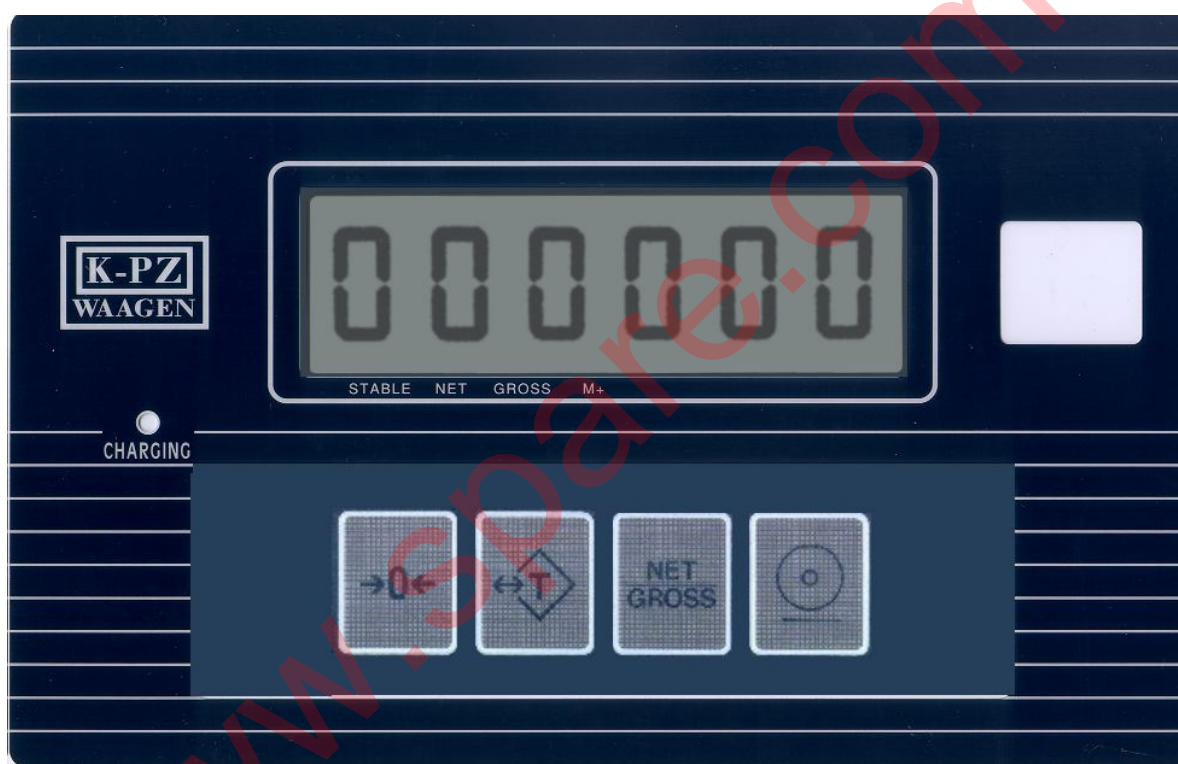 K-PZ
WAAGEN
000000
STABLE NET GROSS M+
CHARGING
→0←
↔T
NET
GROSS
www.spare.com